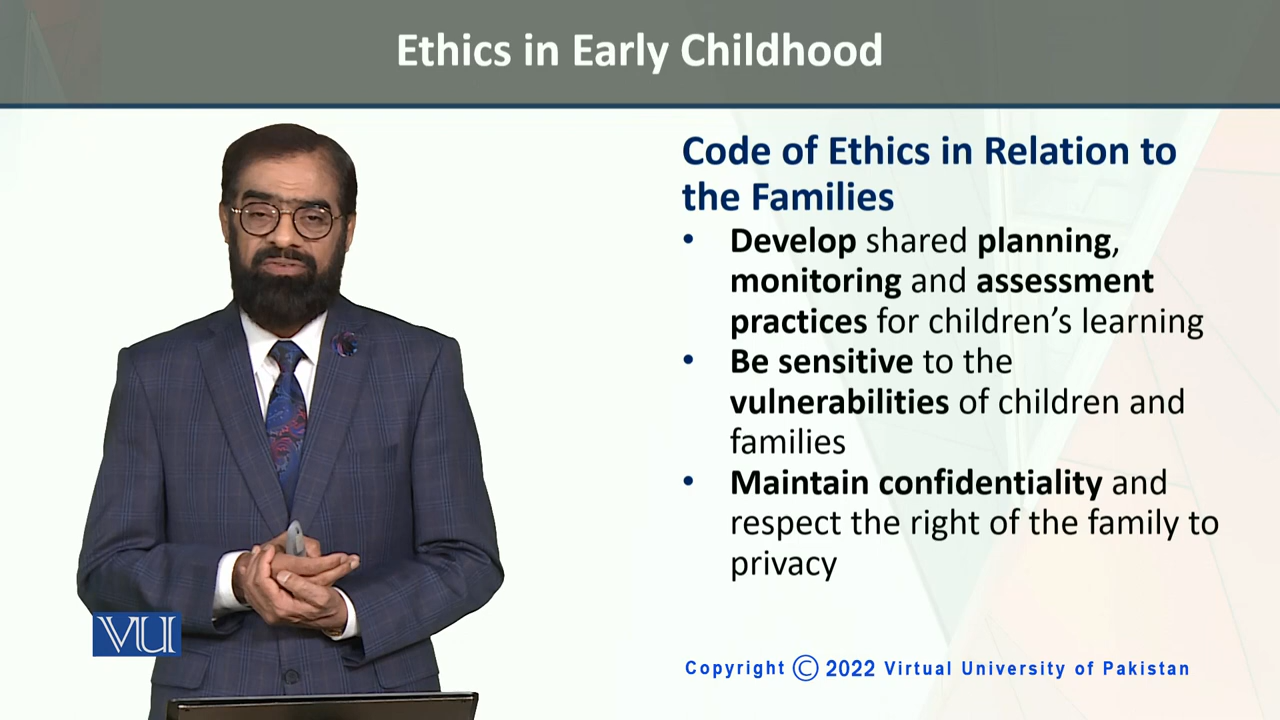 Ethics in Early Childhood
Code of Ethics in Relation to
the Families
• Develop shared planning,
monitoring and assessment
practices for children’s learning
• Be sensitive to the
vulnerabilities of children and
families
• Maintain confidentiality and
respect the right of the family to
privacy
VU
Copyright © 2022 Virtual University of Pakistan